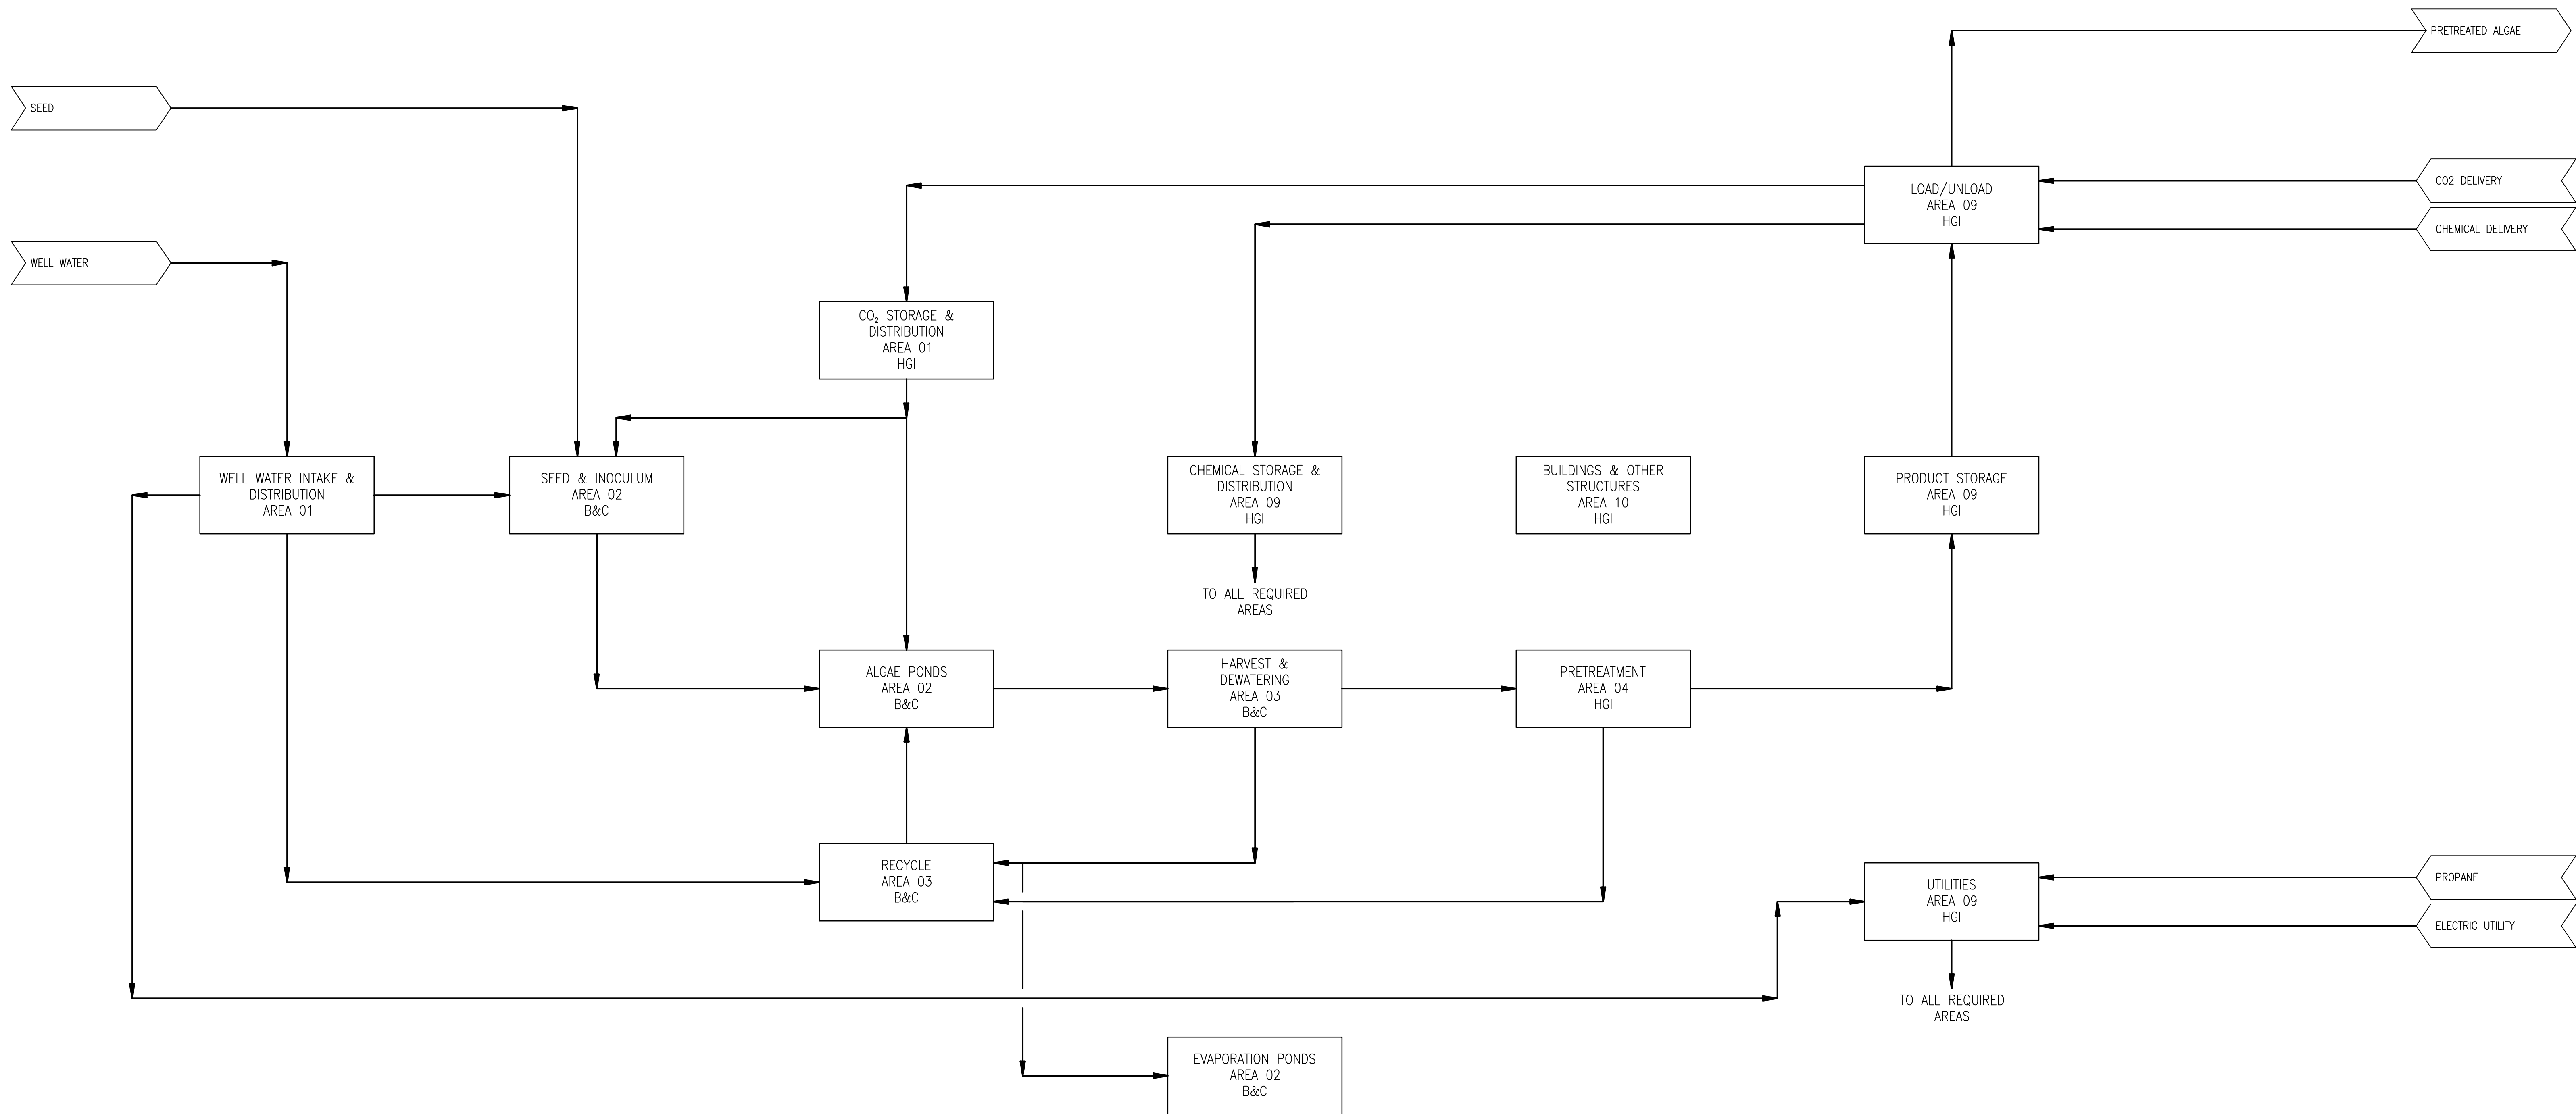 PRETREATED ALGAE
SEED
CO2 DELIVERY
LOAD/UNLOAD
AREA 09
HGI
CHEMICAL DELIVERY
WELL WATER
CO₂ STORAGE &
DISTRIBUTION
AREA 01
HGI
WELL WATER INTAKE &
DISTRIBUTION
AREA 01
SEED & INOCULUM
AREA 02
B&C
CHEMICAL STORAGE &
DISTRIBUTION
AREA 09
HGI
BUILDINGS & OTHER
STRUCTURES
AREA 10
HGI
PRODUCT STORAGE
AREA 09
HGI
TO ALL REQUIRED
AREAS
ALGAE PONDS
AREA 02
B&C
HARVEST &
DEWATERING
AREA 03
B&C
PRETREATMENT
AREA 04
HGI
RECYCLE
AREA 03
B&C
UTILITIES
AREA 09
HGI
PROPANE
ELECTRIC UTILITY
TO ALL REQUIRED
AREAS
EVAPORATION PONDS
AREA 02
B&C